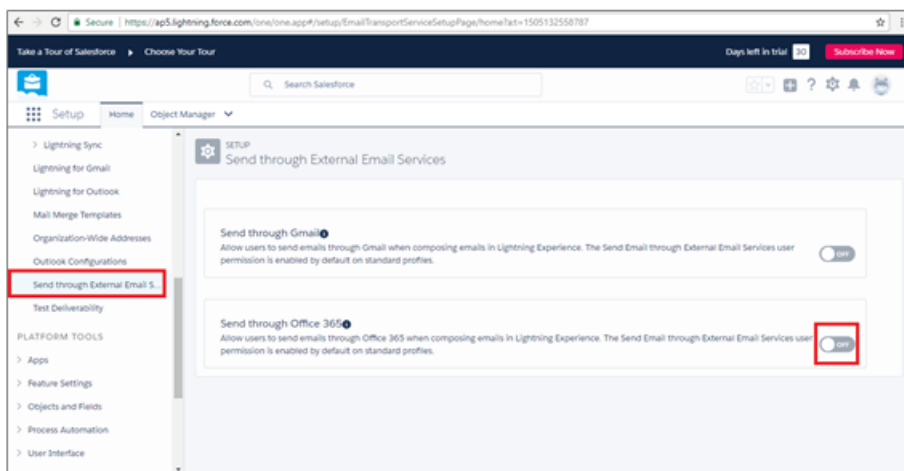 Secure | https://ap5.lightning.force.com/one/one.app#/setup/EmailTransportServiceSetupPage/home?act=1505132558787
Take a Tour of Salesforce Choose Your Tour Days left in trial 30 Subscribe Now
Search Salesforce
Setup Home Object Manager
Lightning Sync
Lightning for Gmail
Lightning for Outlook
Mail Merge Templates
Organization-Wide Addresses
Outlook Configurations
Send through External Email S...
Test Deliverability
PLATFORM TOOLS
Apps
Feature Settings
Objects and Fields
Process Automation
User Interface
SETUP
Send through External Email Services
Send through Gmail
Allow users to send emails through Gmail when composing emails in Lightning Experience. The Send Email through External Email Services user
permission is enabled by default on standard profiles.
OFF
Send through Office 365
Allow users to send emails through Office 365 when composing emails in Lightning Experience. The Send Email through External Email Services user
permission is enabled by default on standard profiles.
OFF